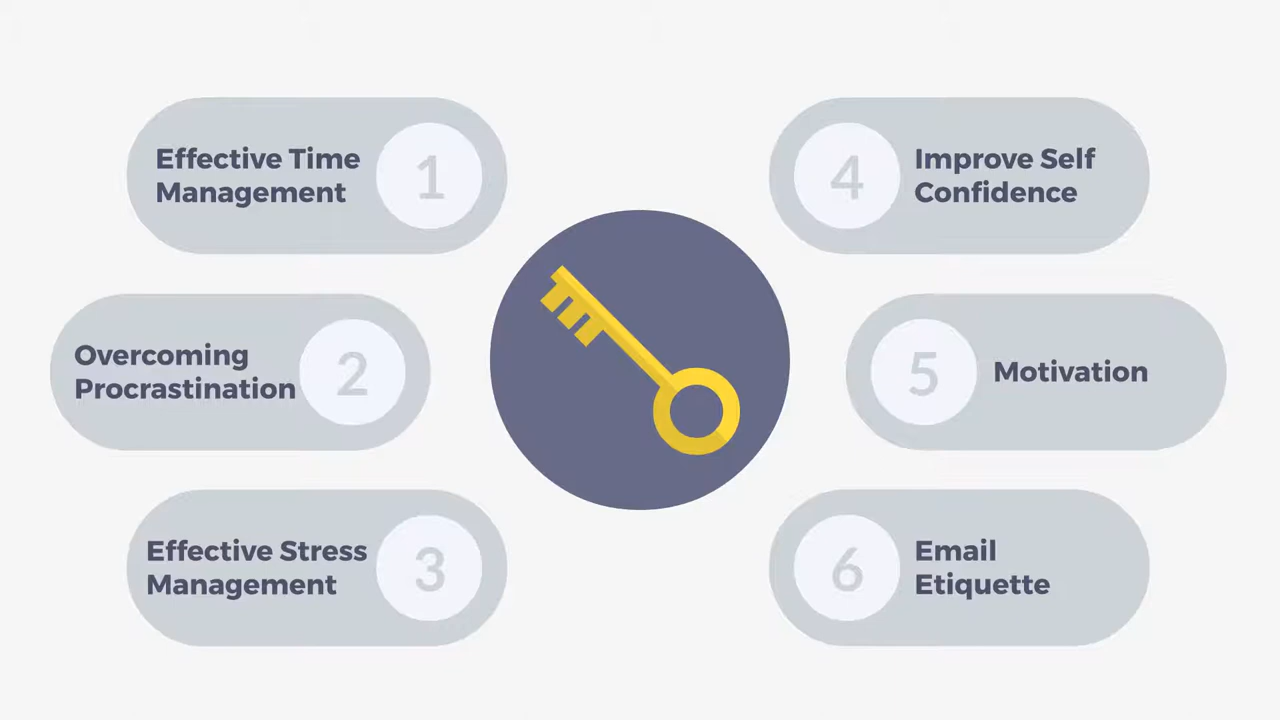 Effective Time
Management
1
Overcoming
Procrastination
2
Effective Stress
Management
3
4
Improve Self
Confidence
5
Motivation
6
Email
Etiquette